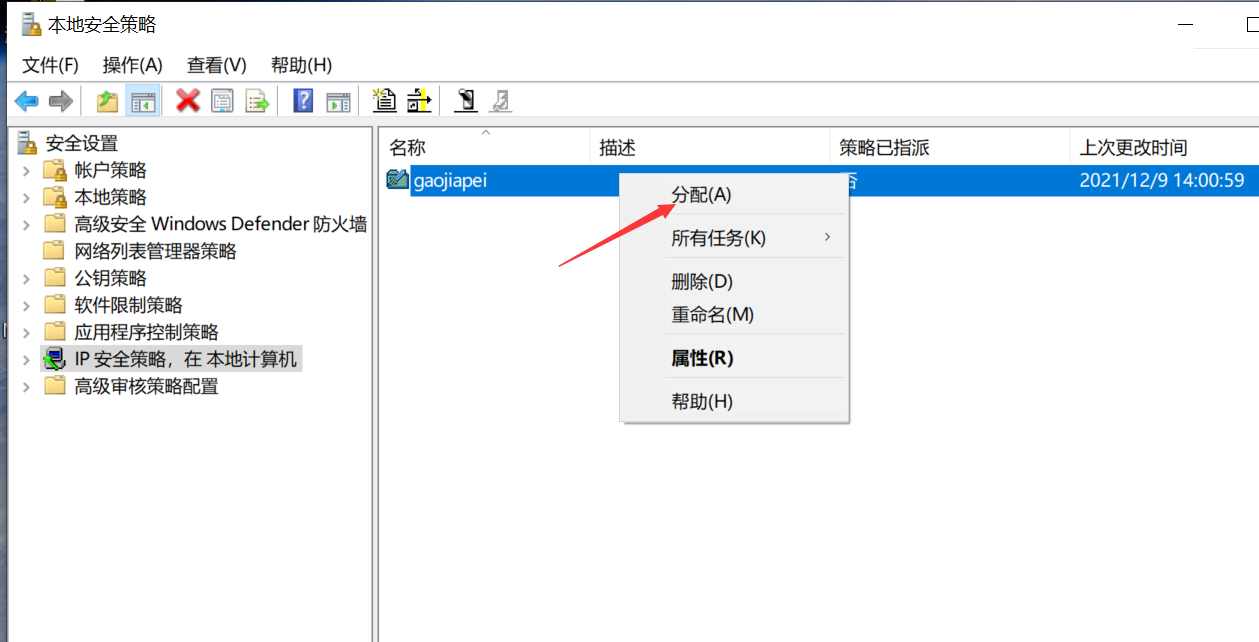 本地安全策略
文件(F) 操作(A) 查看(V) 帮助(H)
安全设置
帐户策略
本地策略
高级安全 Windows Defender 防火墙
网络列表管理器策略
公钥策略
软件限制策略
应用程序控制策略
IP 安全策略，在 本地计算机
高级审核策略配置
名称 描述 策略已指派 上次更改时间
gaojiapei 否 2021/12/9 14:00:59
分配(A)
所有任务(K)
删除(D)
重命名(M)
属性(R)
帮助(H)